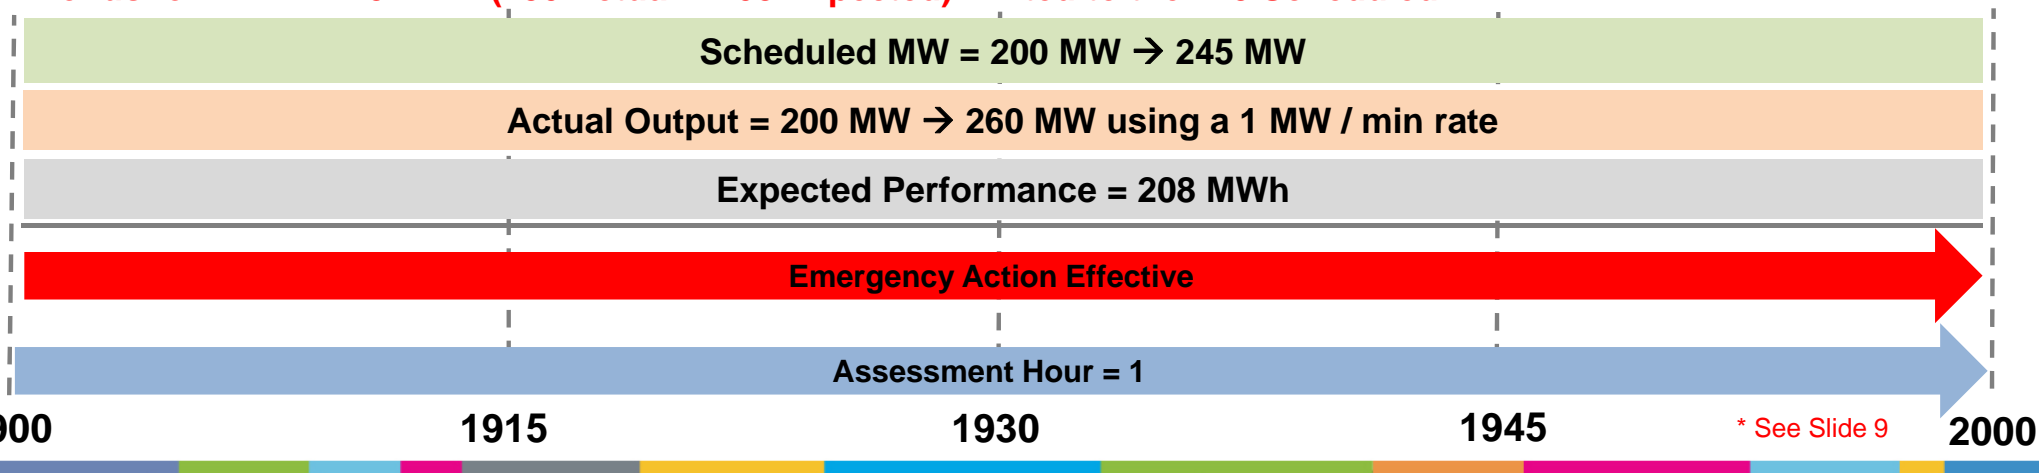 Scheduled MW = 200 MW → 245 MW
Actual Output = 200 MW → 260 MW using a 1 MW / min rate
Expected Performance = 208 MWh
Emergency Action Effective
Assessment Hour = 1
900 1915 1930 1945 * See Slide 9 2000